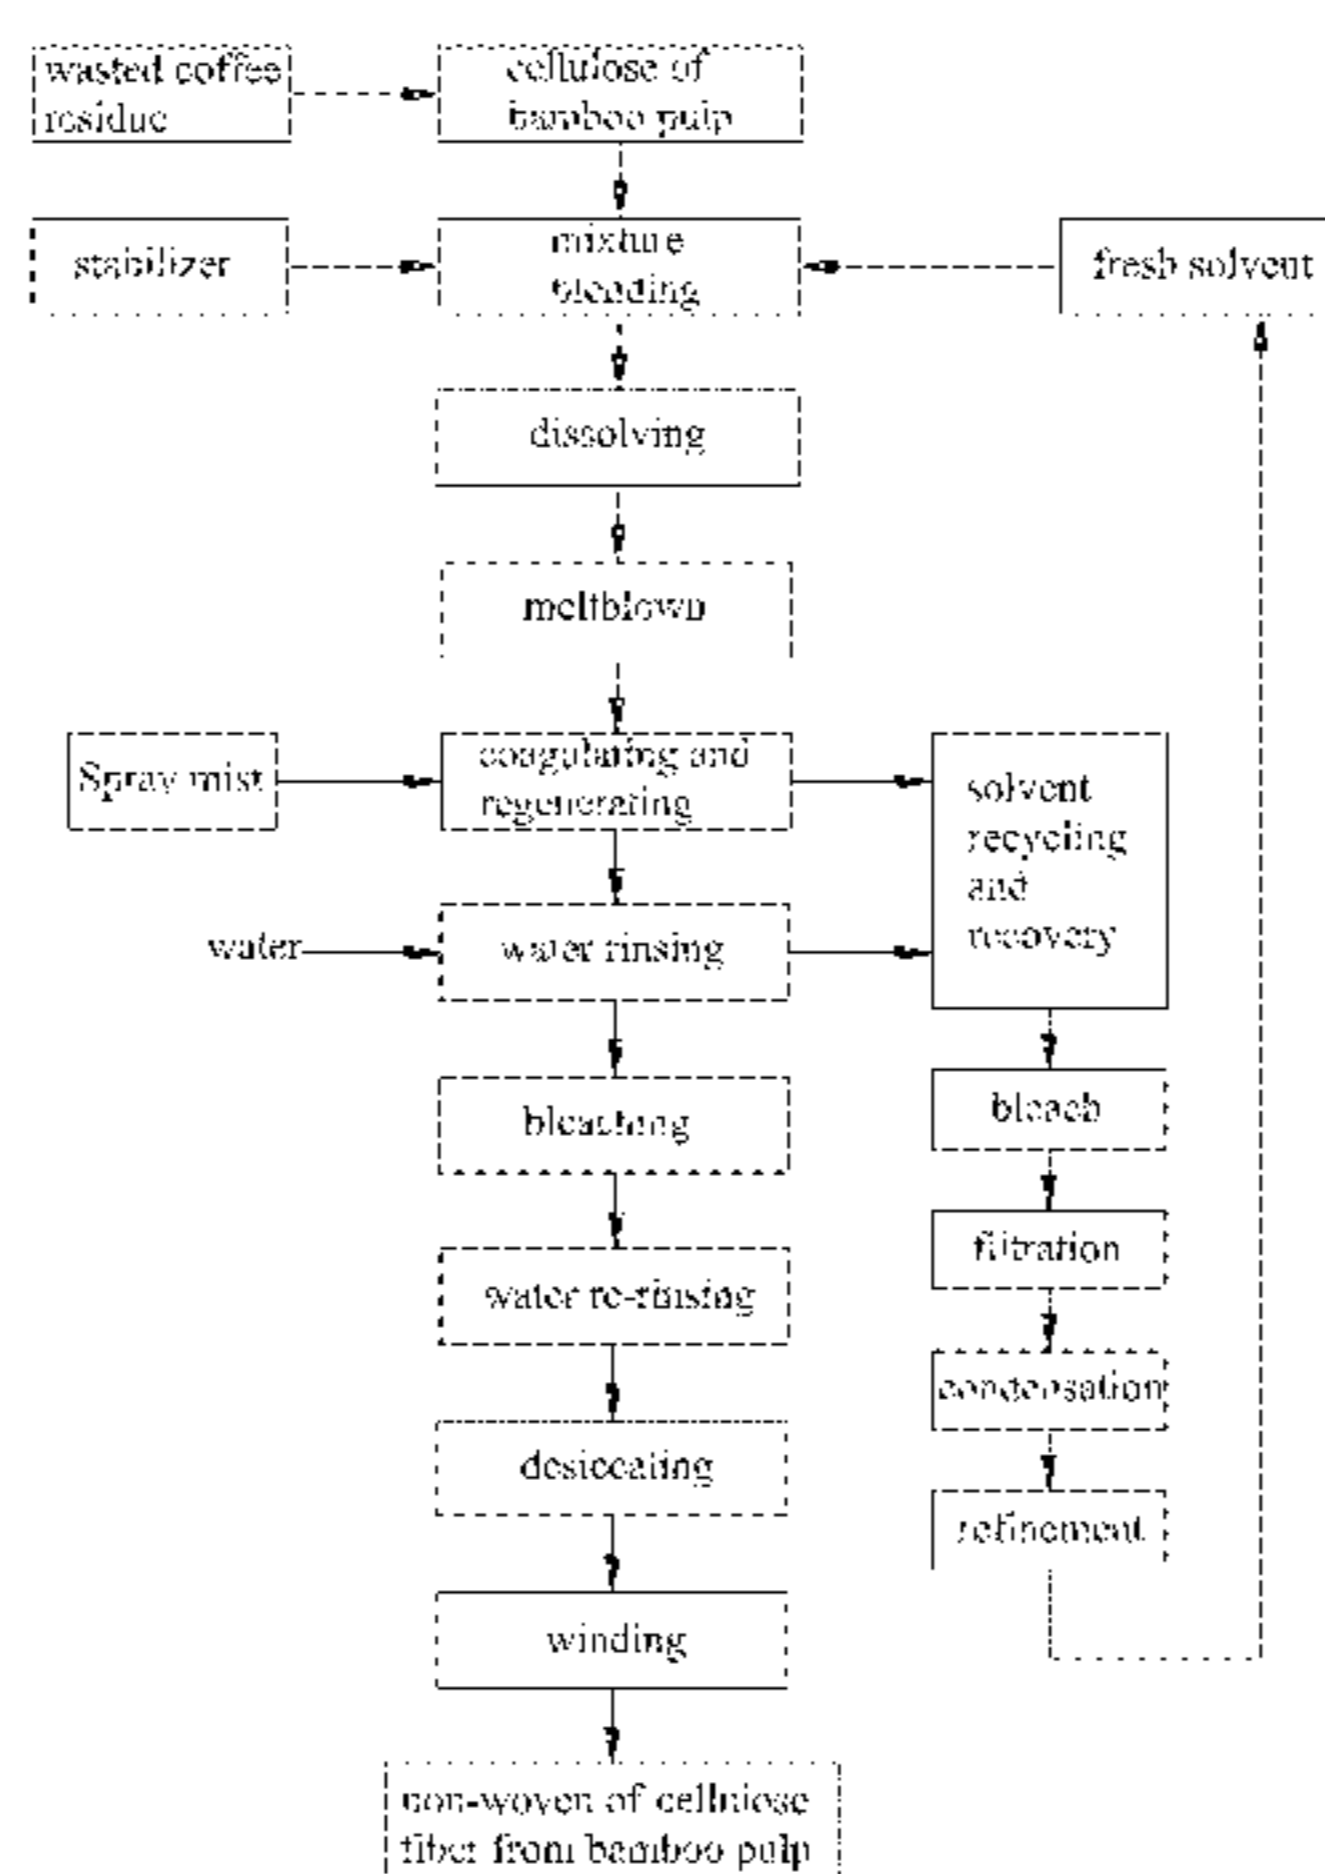 wasted coffee
residue
cellulose of
bamboo pulp
stabilizer
mixture
blending
fresh solvent
dissolving
meltblown
Spray mist
coagulating and
regenerating
solvent
recycling
and
recovery
water
water rinsing
bleaching
bleach
filtration
water re-rinsing
condensation
desiccating
refinement
winding
non-woven of cellulose
fiber from bamboo pulp